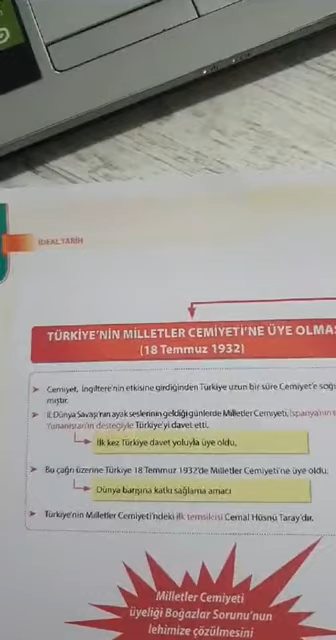 İDEAL TARİH
TÜRKİYE'NİN MİLLETLER CEMİYETİ'NE ÜYE OLMA
(18 Temmuz 1932)
➤ Cemiyet, İngiltere'nin etkisine girdiğinden Türkiye uzun bir süre Cemiyet'e
mıştır.
➤ II. Dünya Savaşı'nın ayak seslerinin geldiği günlerde Milletler Cemiyeti, İspanya'nın
Yunanistan'ın desteğiyle Türkiye'yi davet etti.
İlk kez Türkiye davet yoluyla üye oldu.
➤ Bu çağrı üzerine Türkiye 18 Temmuz 1932'de Milletler Cemiyeti'ne üye oldu.
Dünya barışına katkı sağlama amacı
➤ Türkiye'nin Milletler Cemiyeti'ndeki ilk temsilcisi Cemal Hüsnü Taray'dır.
Milletler Cemiyeti
üyeliği Boğazlar Sorunu'nun
lehimize çözülmesini